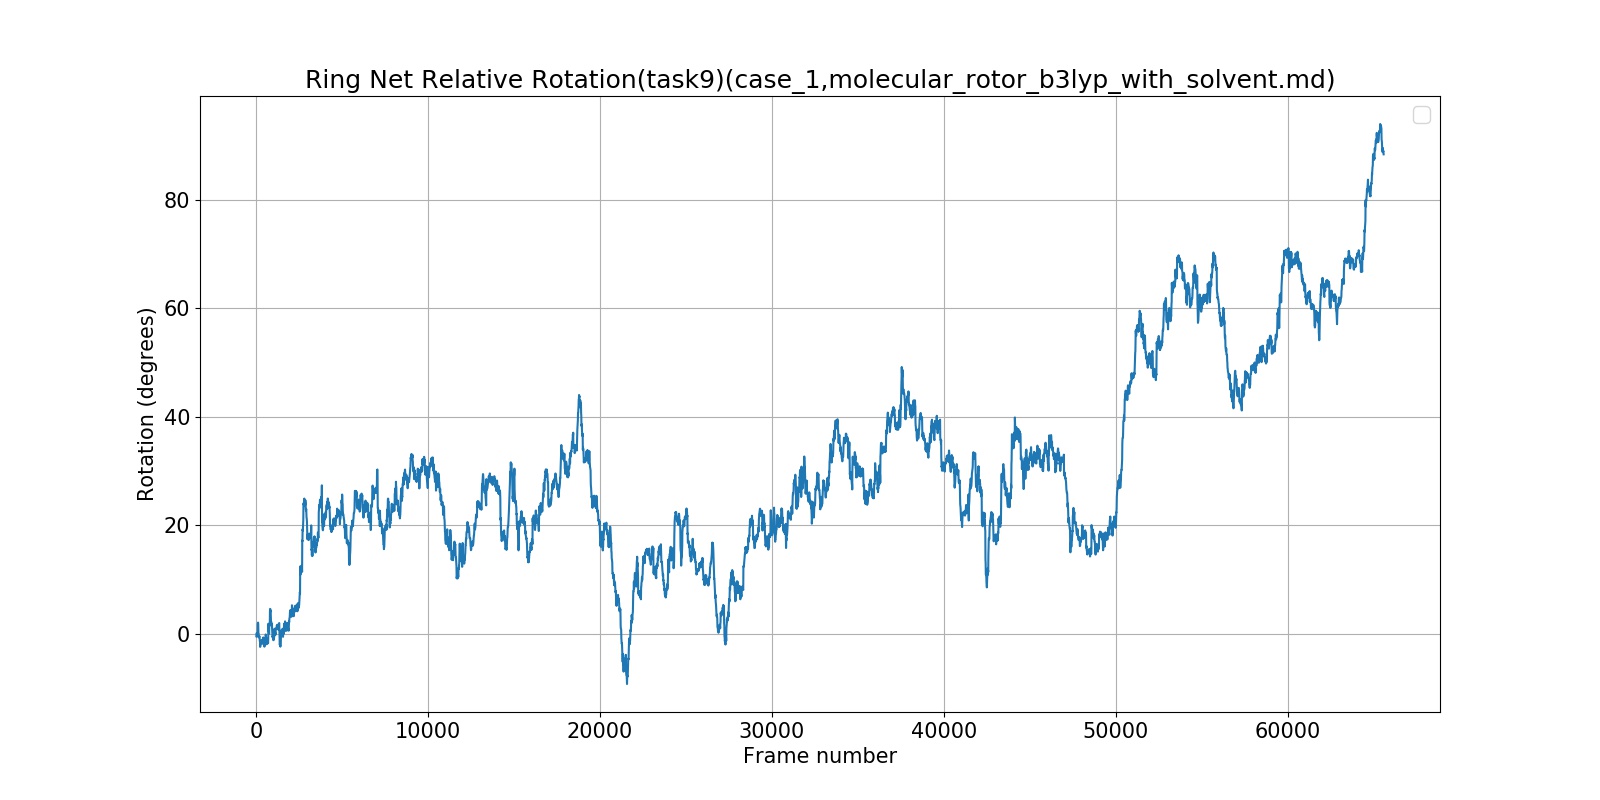 Ring Net Relative Rotation(task9)(case_1,molecular_rotor_b3lyp_with_solvent.md)
80
60
40
20
0
Rotation (degrees)
0 10000 20000 30000 40000 50000 60000
Frame number